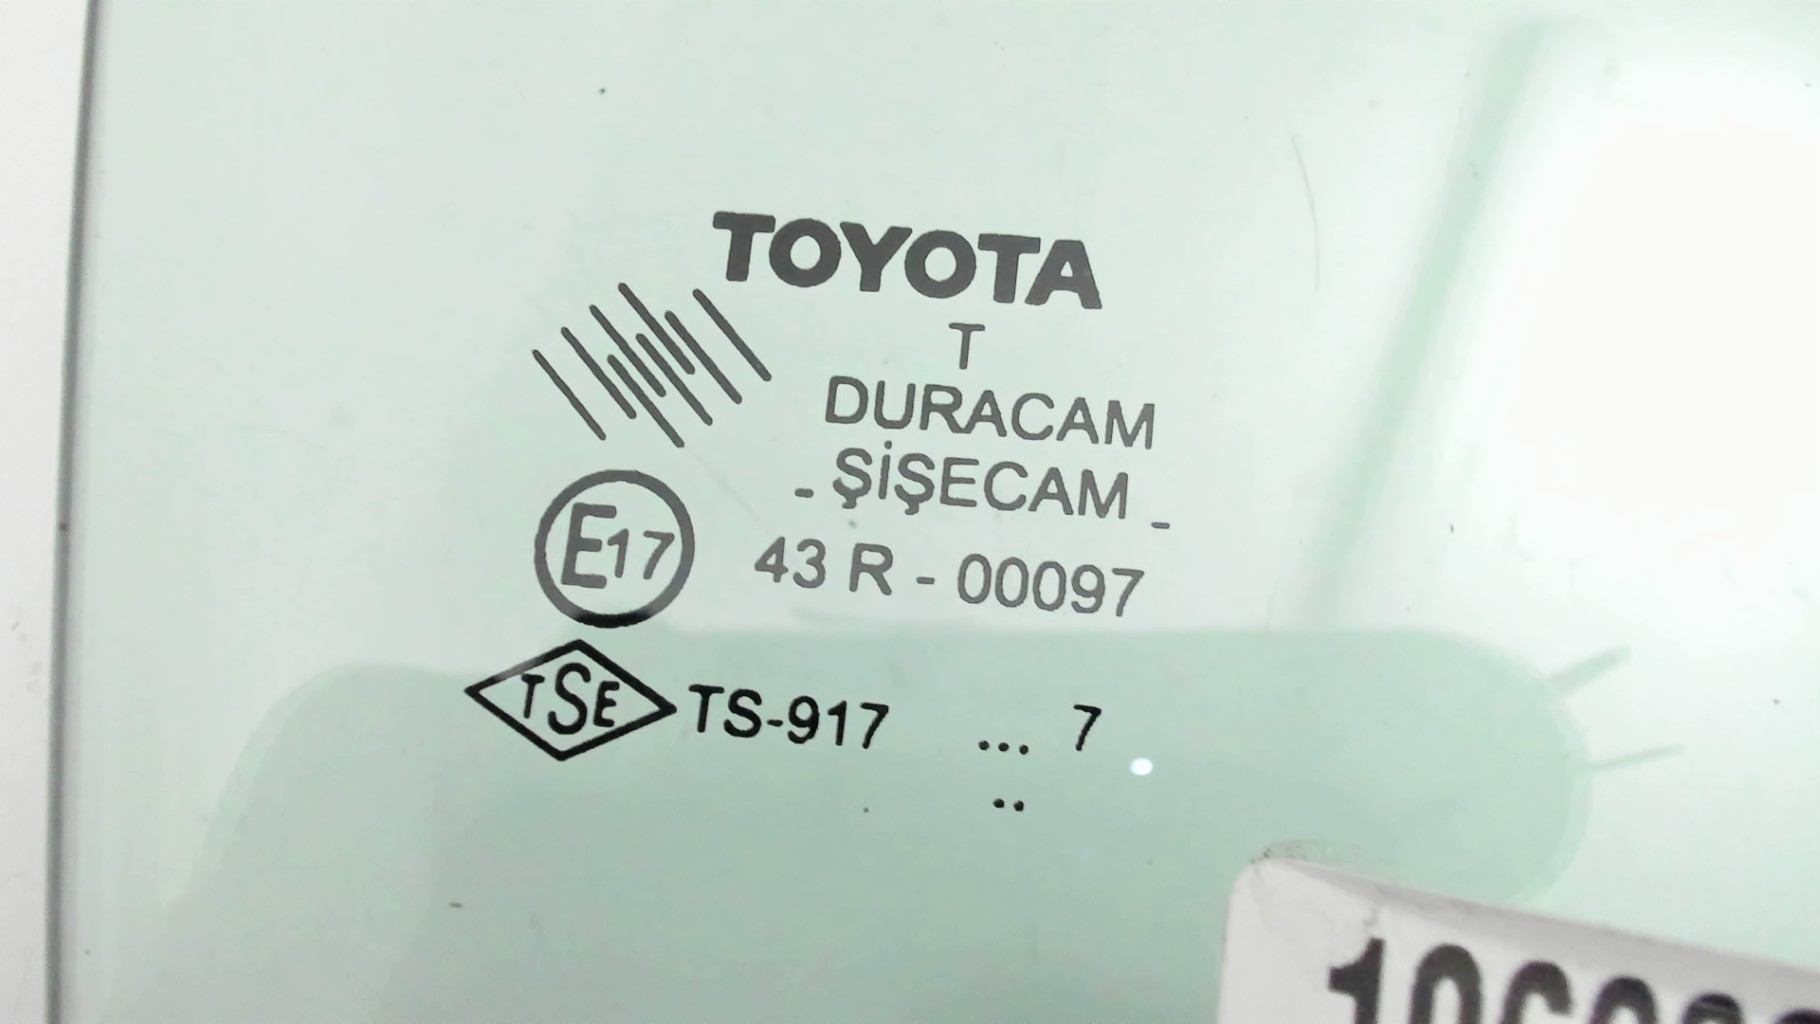 TOYOTA
T
DURACAM
- ŞİŞECAM -
E17 43 R - 00097
TSE TS-917 ... 7
..